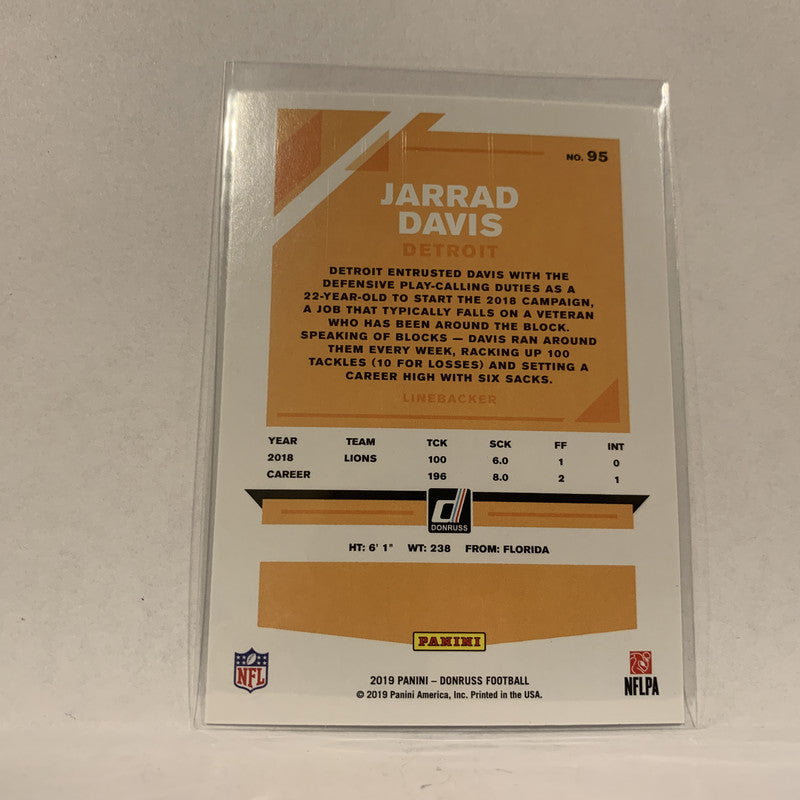 NO. 95
JARRAD
DAVIS
DETROIT
DETROIT ENTRUSTED DAVIS WITH THE
DEFENSIVE PLAY-CALLING DUTIES AS A
22-YEAR-OLD TO START THE 2018 CAMPAIGN,
A JOB THAT TYPICALLY FALLS ON A VETERAN
WHO HAS BEEN AROUND THE BLOCK.
SPEAKING OF BLOCKS — DAVIS RAN AROUND
THEM EVERY WEEK, RACKING UP 100
TACKLES (10 FOR LOSSES) AND SETTING A
CAREER HIGH WITH SIX SACKS.
LINEBACKER
YEAR TEAM TCK SCK FF INT
2018 LIONS 100 6.0 1 0
CAREER 196 8.0 2 1
d
DONRUSS
HT: 6' 1" WT: 238 FROM: FLORIDA
PANINI
NFL
2019 PANINI – DONRUSS FOOTBALL
© 2019 Panini America, Inc. Printed in the USA.
NFLPA